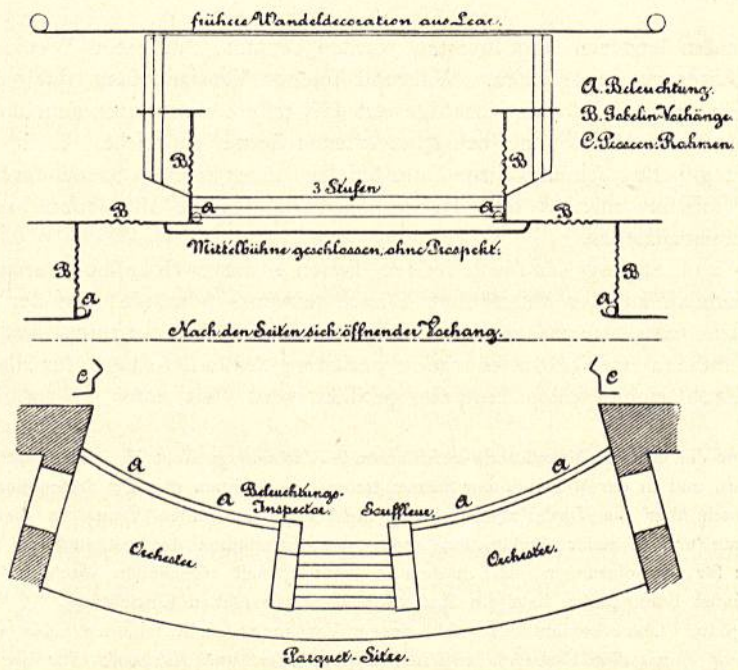 frühere Wandeldecoration aus Lear.
A. Beleuchtung.
B. Gobelin Vorhänge.
C. Prosceen: Rahmen.
B
B
3 Stufen
B
a
a
B
Mittelbühne geschlossen, ohne Prospekt.
B
B
a
a
Nach den Seiten sich öffnender Vorhang.
C
C
a
a
a
a
Beleuchtungs-
Inspector.
Souffleur.
Orchester.
Orchester.
Parquet-Sitze.